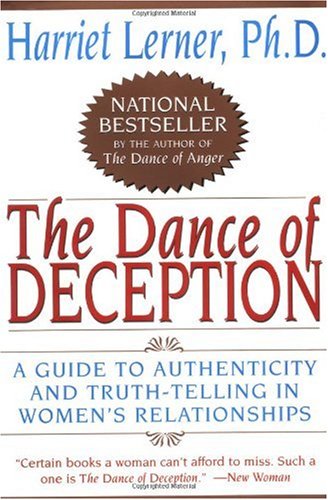 Harriet Lerner, Ph.D.
NATIONAL
BESTSELLER
BY THE AUTHOR OF
The Dance of Anger
The Dance of
DECEPTION
A GUIDE TO AUTHENTICITY
AND TRUTH-TELLING IN
WOMEN'S RELATIONSHIPS
"Certain books a woman can't afford to miss. Such a
one is The Dance of Deception." —New Woman